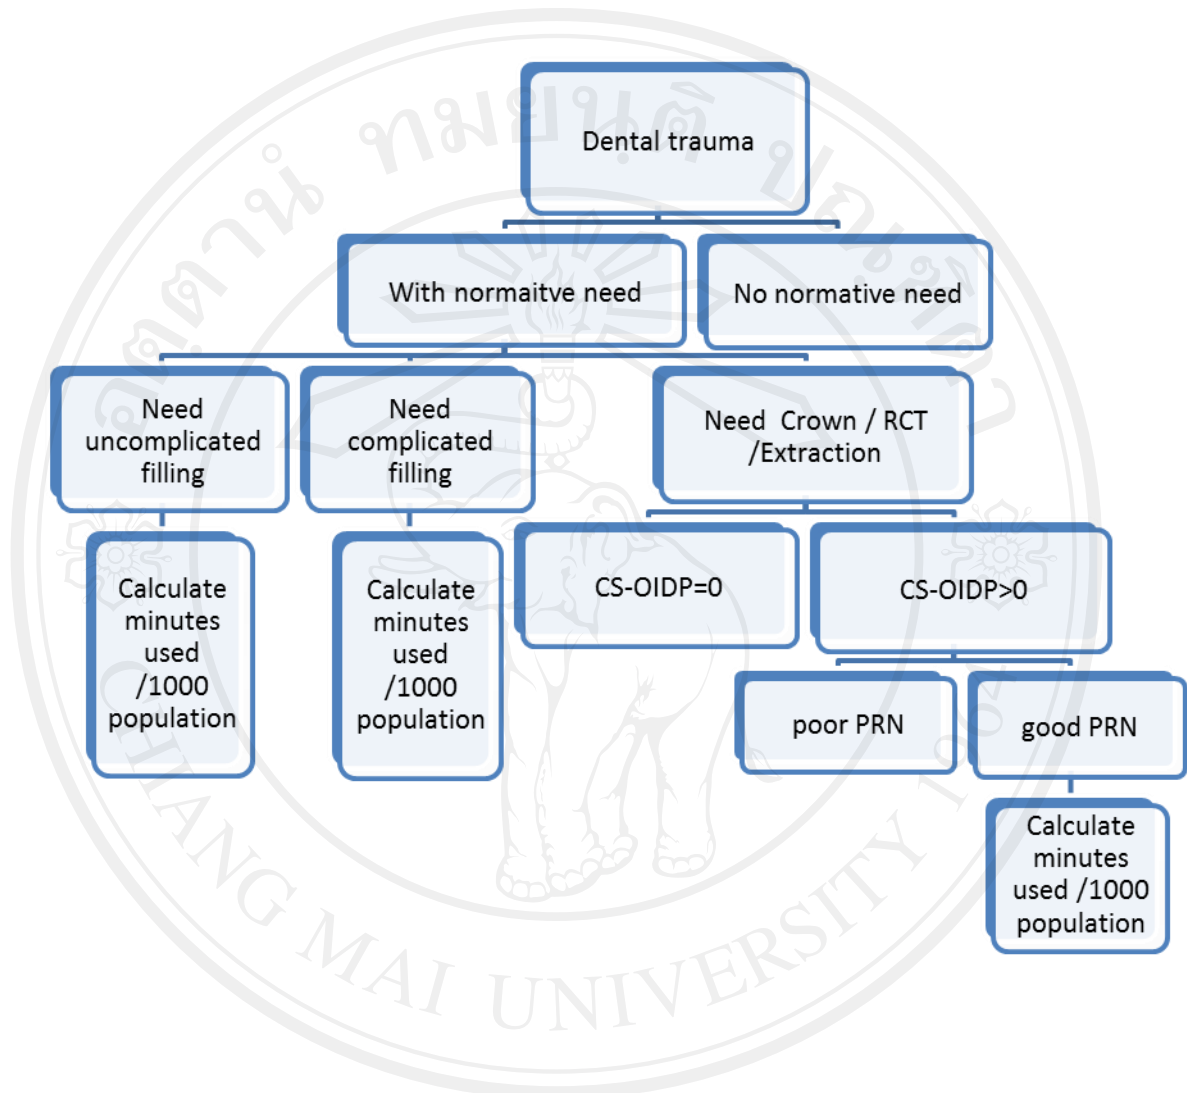 Dental trauma
With normaitve need
No normative need
Need
uncomplicated
filling
Need
complicated
filling
Need Crown / RCT
/Extraction
Calculate
minutes
used
/1000
population
Calculate
minutes
used
/1000
population
CS-OIDP=0
CS-OIDP>0
poor PRN
good PRN
Calculate
minutes
used /1000
population
CHIANG MAI UNIVERSITY 1964